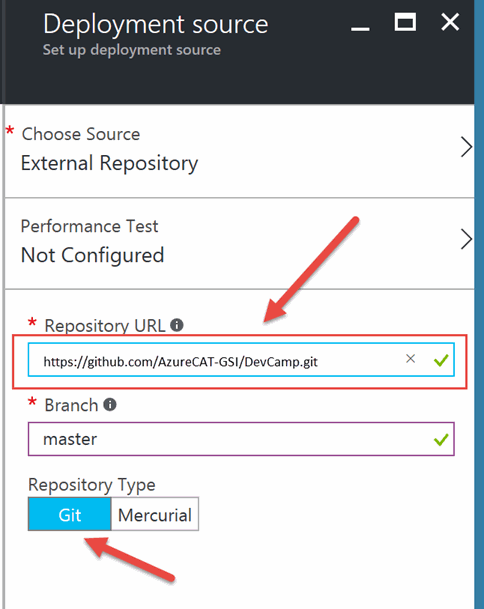 Deployment source
Set up deployment source
* Choose Source
External Repository
Performance Test
Not Configured
* Repository URL
https://github.com/AzureCAT-GSI/DevCamp.git
* Branch
master
Repository Type
Git Mercurial